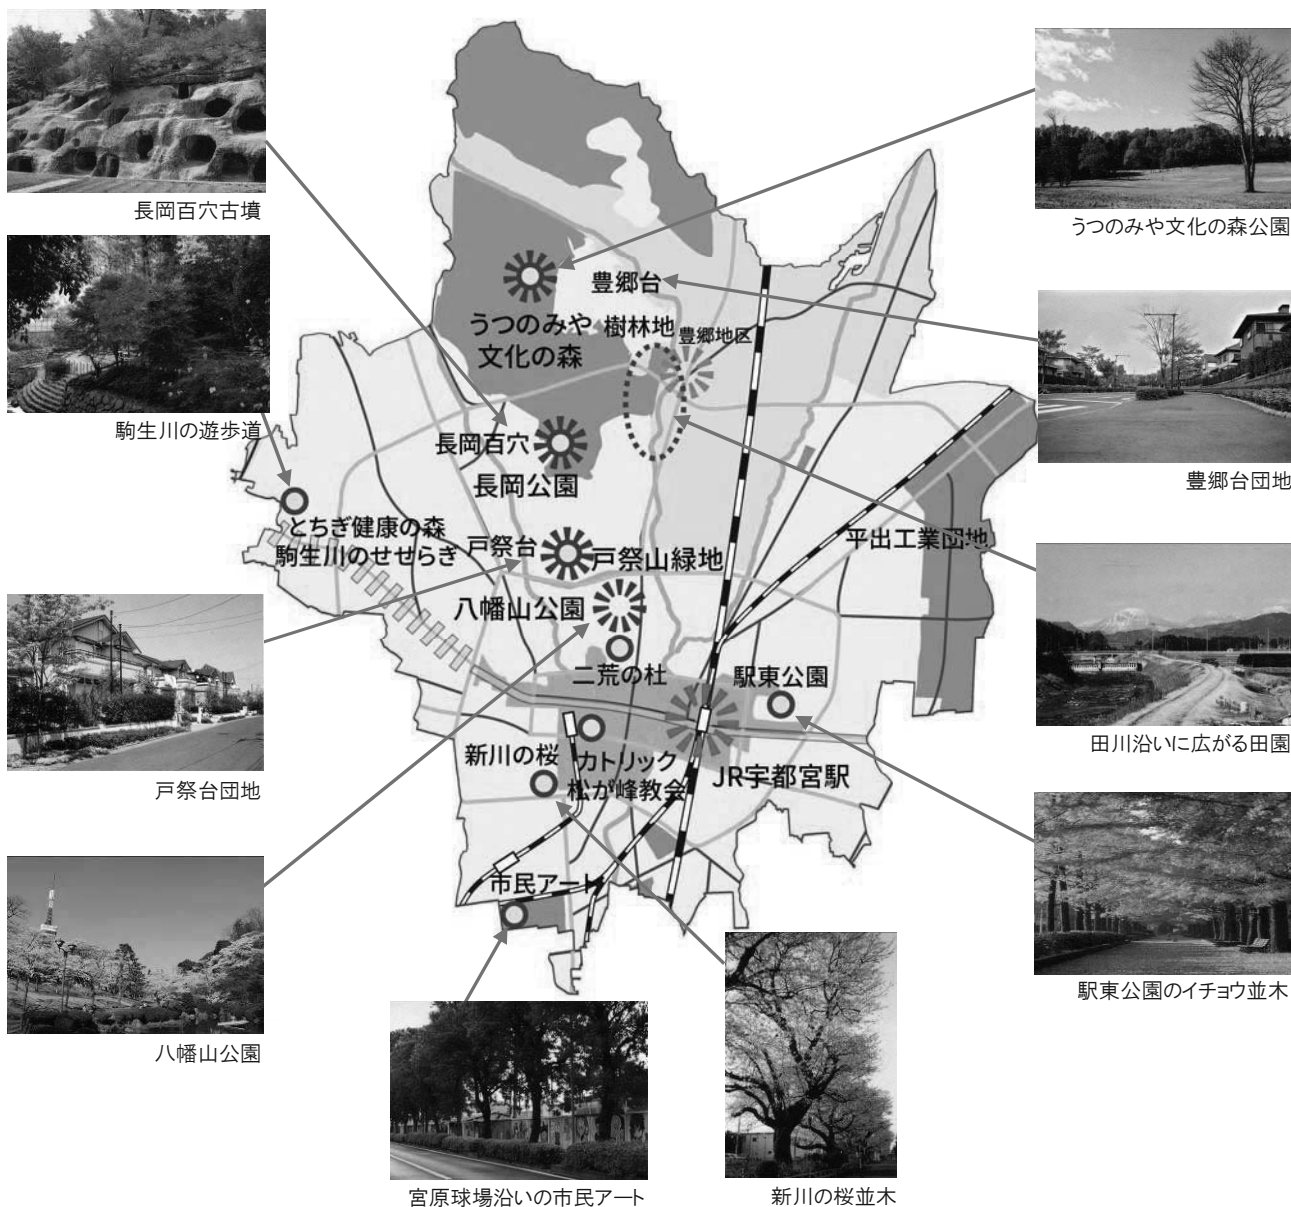 長岡百穴古墳
うつのみや文化の森公園
駒生川の遊歩道
豊郷台団地
戸祭台団地
田川沿いに広がる田園
八幡山公園
駅東公園のイチョウ並木
宮原球場沿いの市民アート
新川の桜並木
豊郷台
うつのみや
文化の森
樹林地
豊郷地区
長岡百穴
長岡公園
とちぎ健康の森
駒生川のせせらぎ
戸祭台
戸祭山緑地
平出工業団地
八幡山公園
二荒の杜
駅東公園
新川の桜
カトリック
松が峰教会
JR宇都宮駅
市民アート